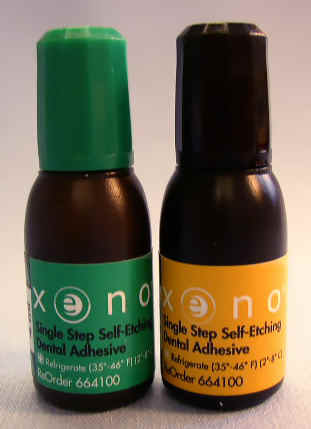 xeno
Single Step Self-Etching
Dental Adhesive
Refrigerate (35°-46° F) (2°-8°
ReOrder 664100
xeno
Single Step Self-Etching
Dental Adhesive
Refrigerate (35°-46° F) (2°-8° C)
ReOrder 664100